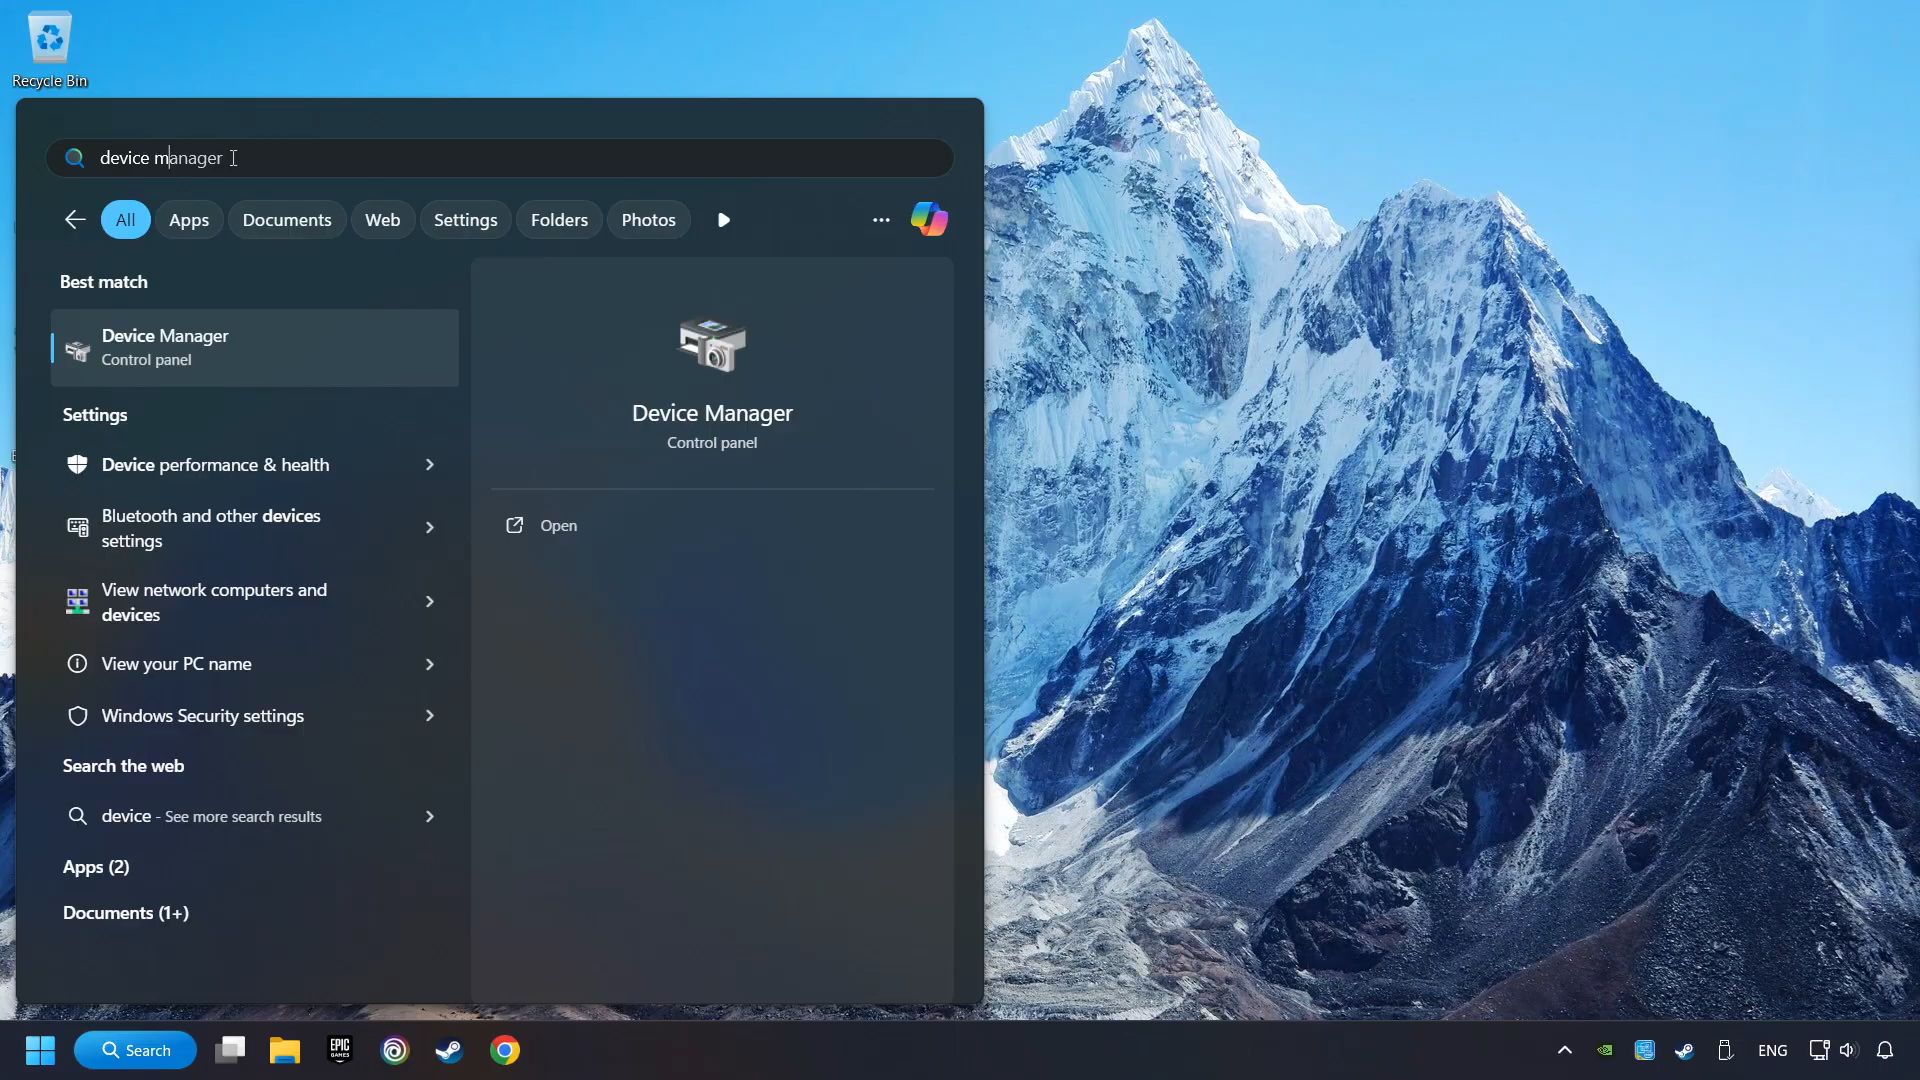 Recycle Bin
device manager
All
Apps
Documents
Web
Settings
Folders
Photos
Best match
Device Manager
Control panel
Settings
Device performance & health
Bluetooth and other devices
settings
View network computers and
devices
View your PC name
Windows Security settings
Search the web
device - See more search results
Apps (2)
Documents (1+)
Device Manager
Control panel
Open
Search
EPIC
GAMES
ENG